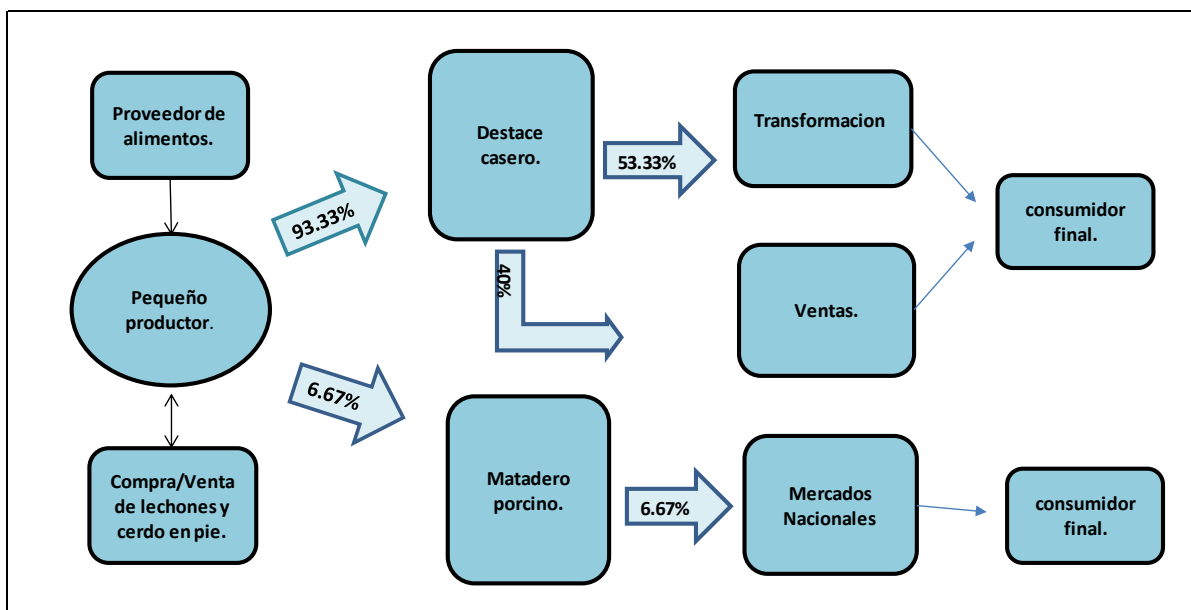 Proveedor de
alimentos.
Pequeño
productor.
Compra/Venta
de lechones y
cerdo en pie.
93.33%
6.67%
Destace
casero.
53.33%
40%
Matadero
porcino.
6.67%
Transformacion
Ventas.
Mercados
Nacionales
consumidor
final.
consumidor
final.